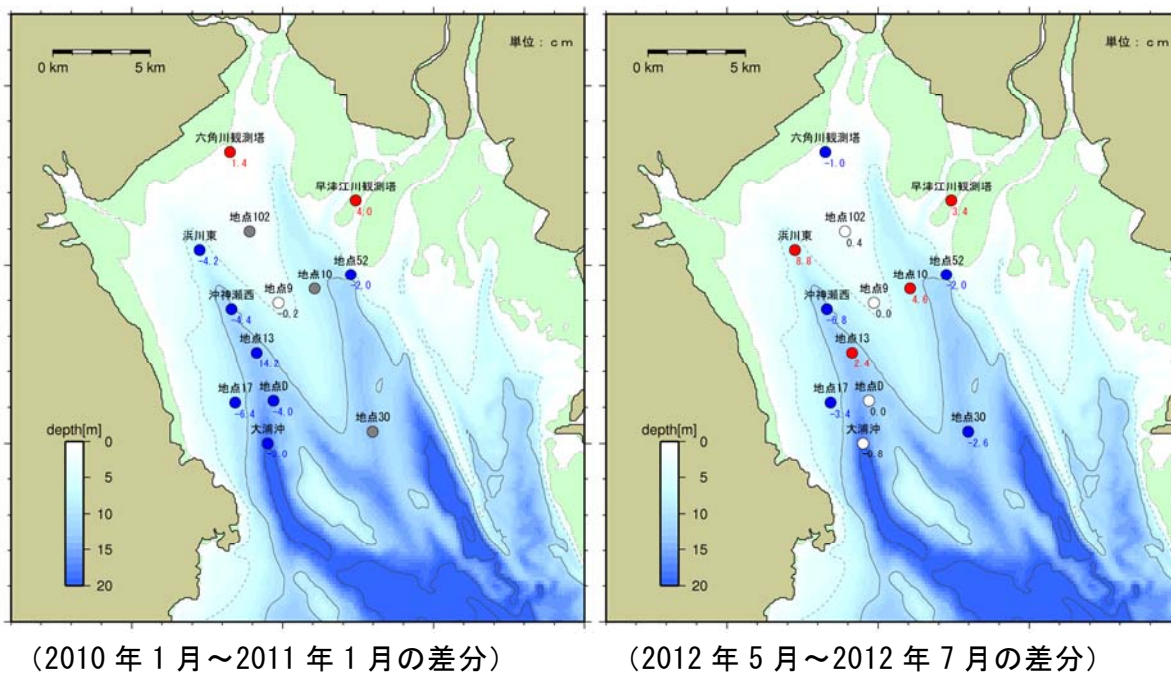 単位：cm
0 km 5 km
六角川観測塔
1.4
早津江川観測塔
4.0
地点102
浜川東
-4.2
地点52
-2.0
地点10
地点9
-0.2
沖神瀬西
-4.4
地点13
14.2
地点17
-6.4
地点D
-4.0
地点30
大浦沖
-3.0
depth[m]
0
5
10
15
20
(2010年1月～2011年1月の差分)
単位：cm
0 km 5 km
六角川観測塔
-1.0
早津江川観測塔
3.4
地点102
0.4
浜川東
8.8
地点52
-2.0
地点10
4.6
地点9
0.0
沖神瀬西
-6.8
地点13
2.4
地点17
-3.4
地点D
0.0
地点30
-2.6
大浦沖
-0.8
depth[m]
0
5
10
15
20
(2012年5月～2012年7月の差分)